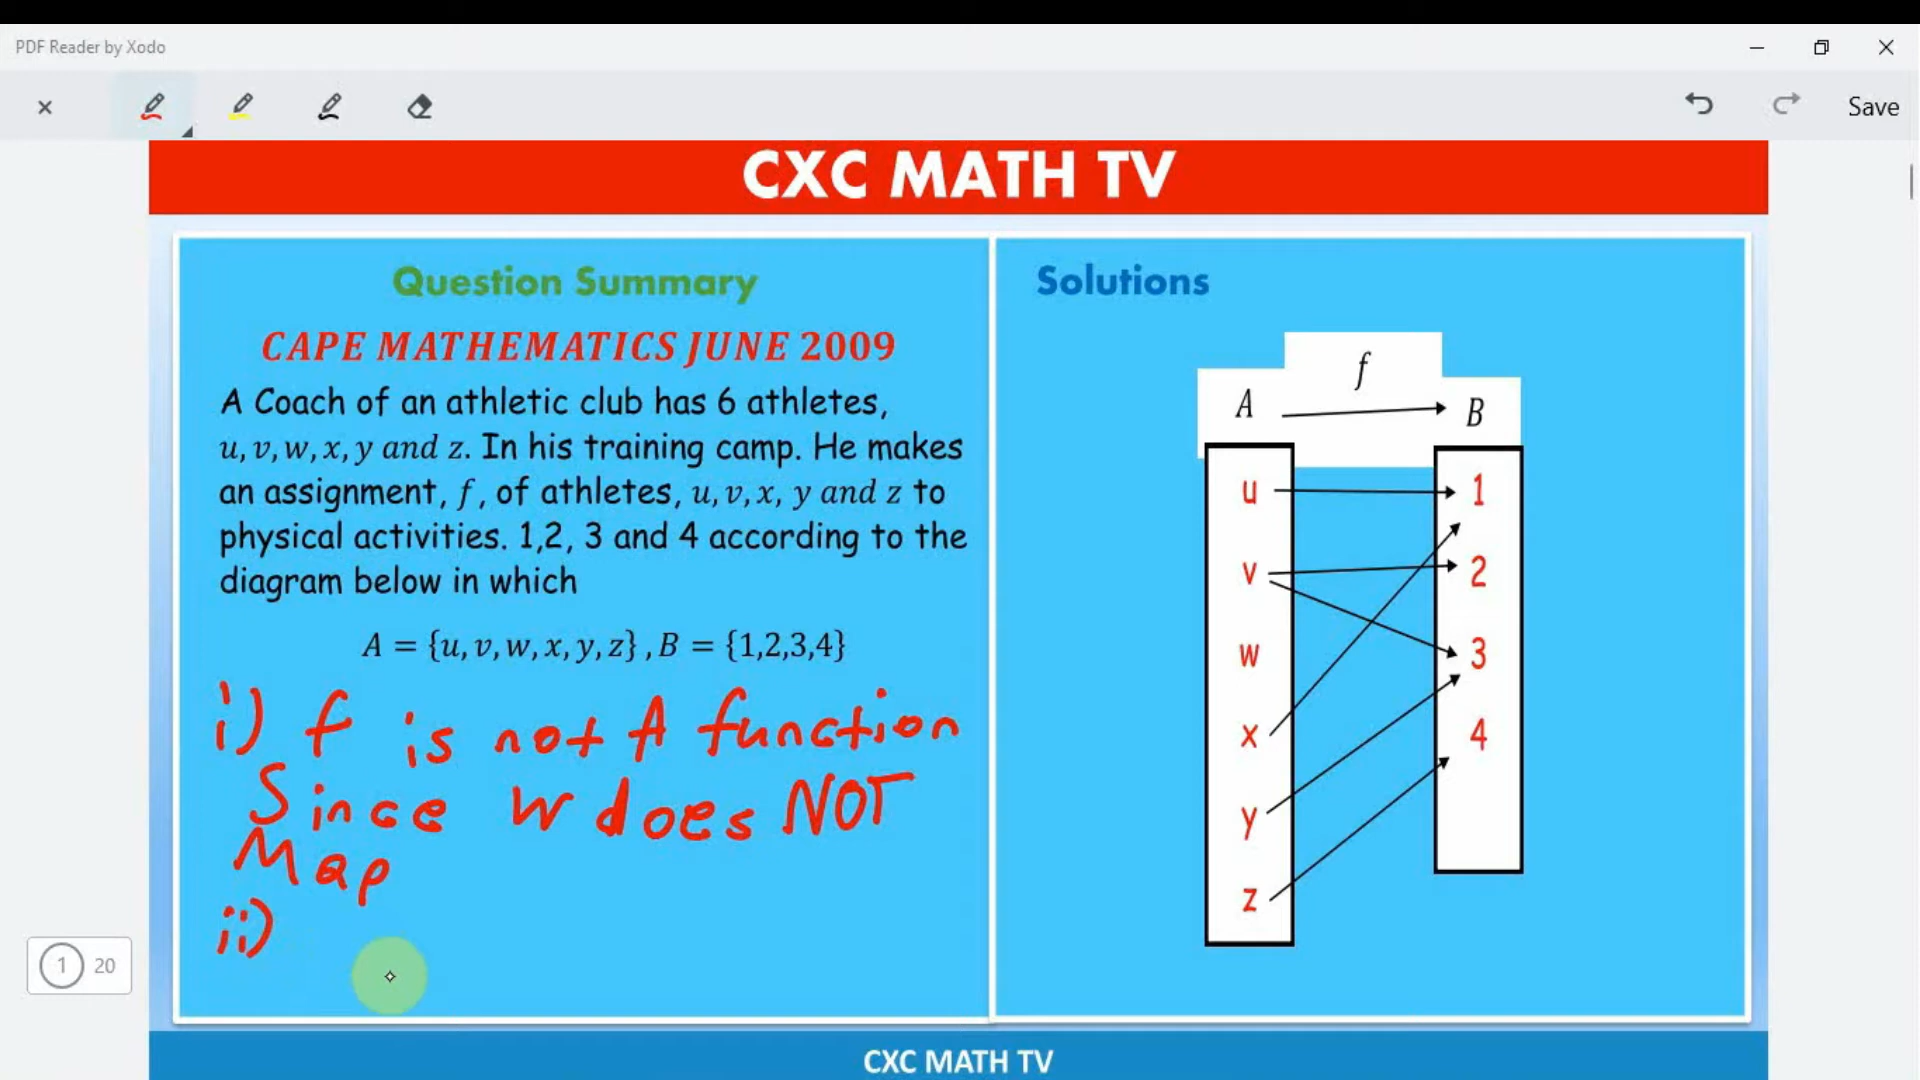 PDF Reader by Xodo
Save
CXC MATH TV
Question Summary
CAPE MATHEMATICS JUNE 2009
A Coach of an athletic club has 6 athletes,
u, v, w, x, y and z. In his training camp. He makes
an assignment, f, of athletes, u, v, x, y and z to
physical activities. 1,2, 3 and 4 according to the
diagram below in which
A = {u, v, w, x, y, z} , B = {1,2,3,4}
i) f is not A function
Since w does NOT
Map
ii)
Solutions
f
A
B
u
1
v
2
w
3
x
4
y
z
1 20
CXC MATH TV